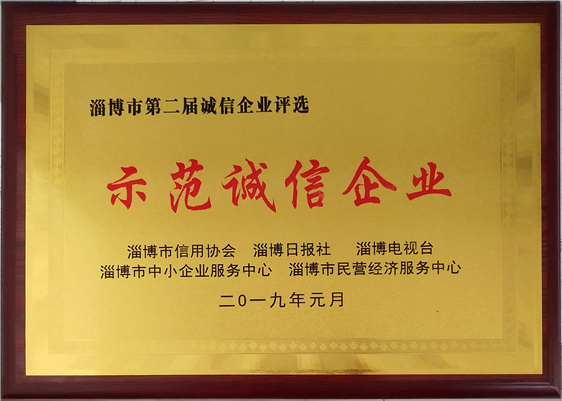 淄博市第二届诚信企业评选
示范诚信企业
淄博市信用协会 淄博日报社 淄博电视台
淄博市中小企业服务中心 淄博市民营经济服务中心
二0一九年元月